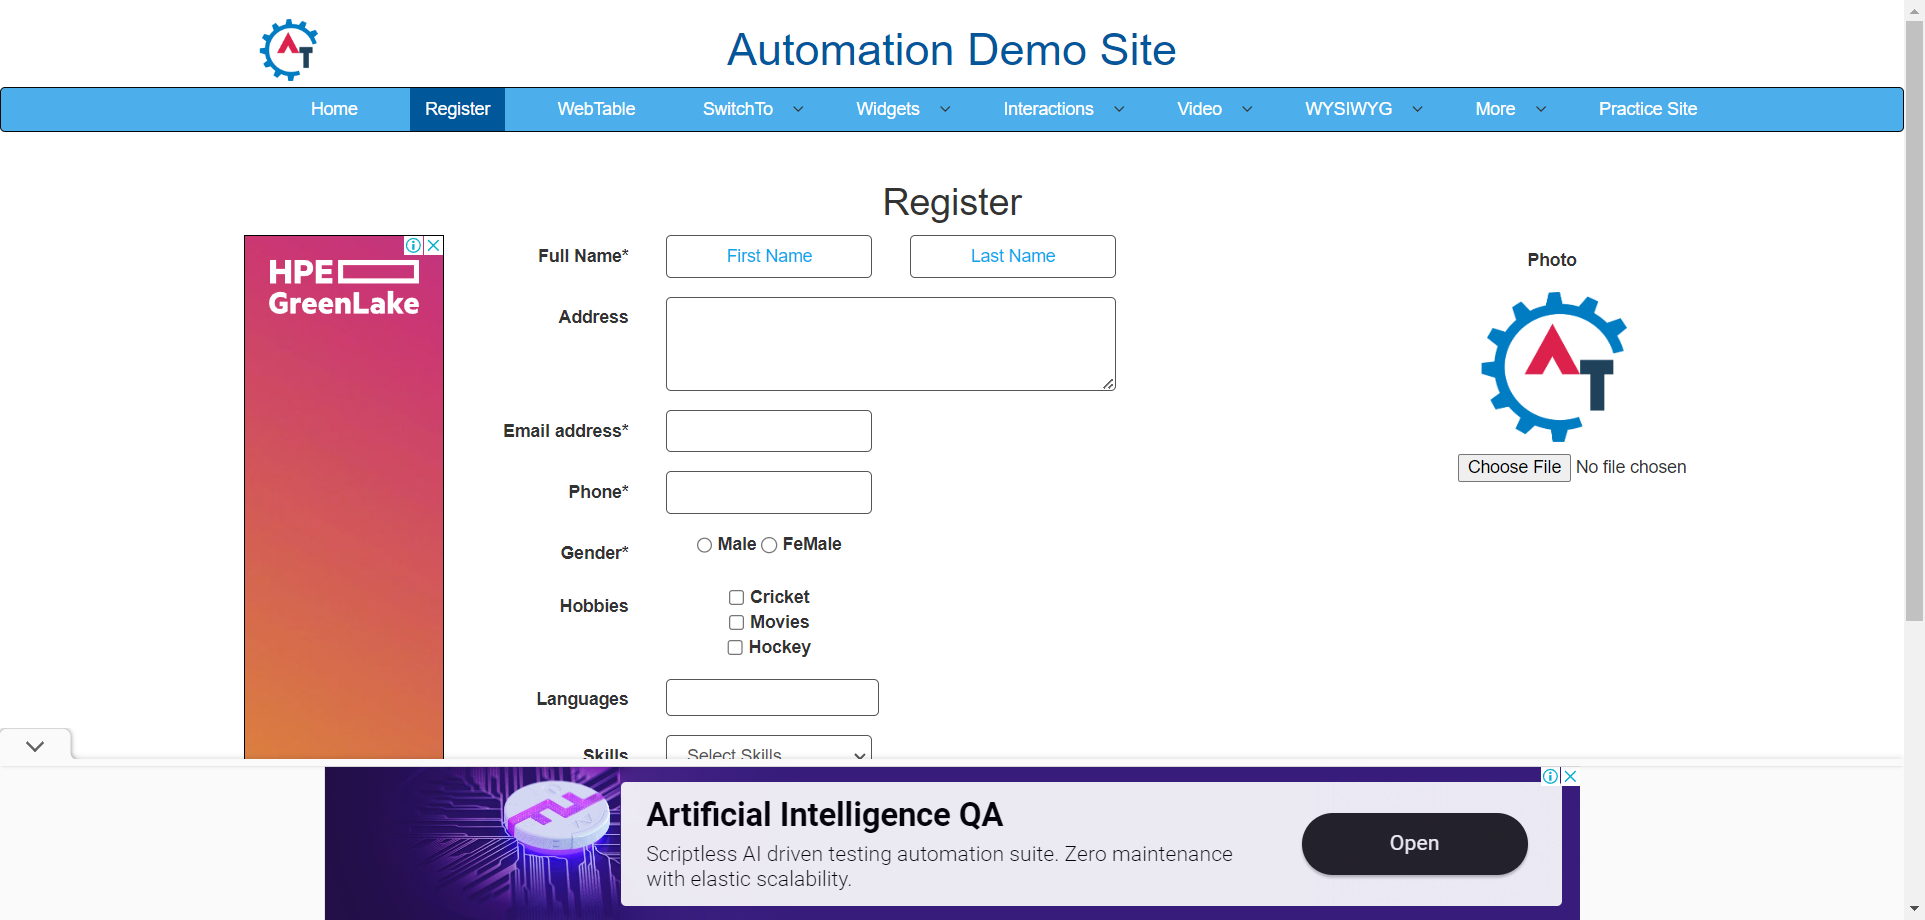 AT
Automation Demo Site
Home Register WebTable SwitchTo Widgets Interactions Video WYSIWYG More Practice Site
Register
HPE
GreenLake
Full Name* First Name Last Name
Photo
Address
AT
Email address*
Choose File No file chosen
Phone*
Gender* Male FeMale
Hobbies
Cricket
Movies
Hockey
Languages
Skills Select Skills
Artificial Intelligence QA
Scriptless AI driven testing automation suite. Zero maintenance
with elastic scalability.
Open